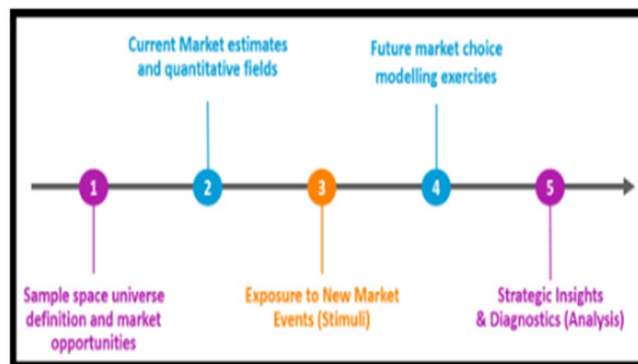 Current Market estimates
and quantitative fields
Future market choice
modelling exercises
1
2
3
4
5
Sample space universe
definition and market
opportunities
Exposure to New Market
Events (Stimuli)
Strategic Insights
& Diagnostics (Analysis)